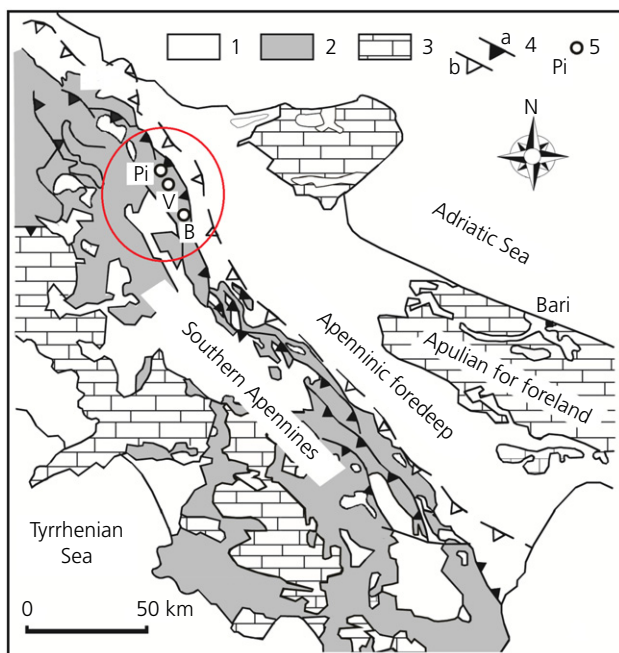 1
2
3
a
b
4
Pi
5
N
Pi
V
B
Adriatic Sea
Bari
Apulian for foreland
Apenninic foredeep
Southern Apennines
Tyrrhenian
Sea
0
50 km